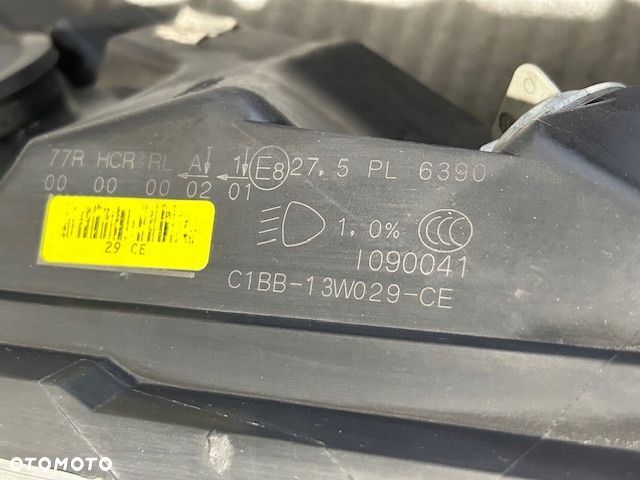 77R HCR RL A 1 E8 27.5 PL 6390
00 00 00 02 01
29 CE
1.0% CCC
1090041
C1BB-13W029-CE
OTOMOTO